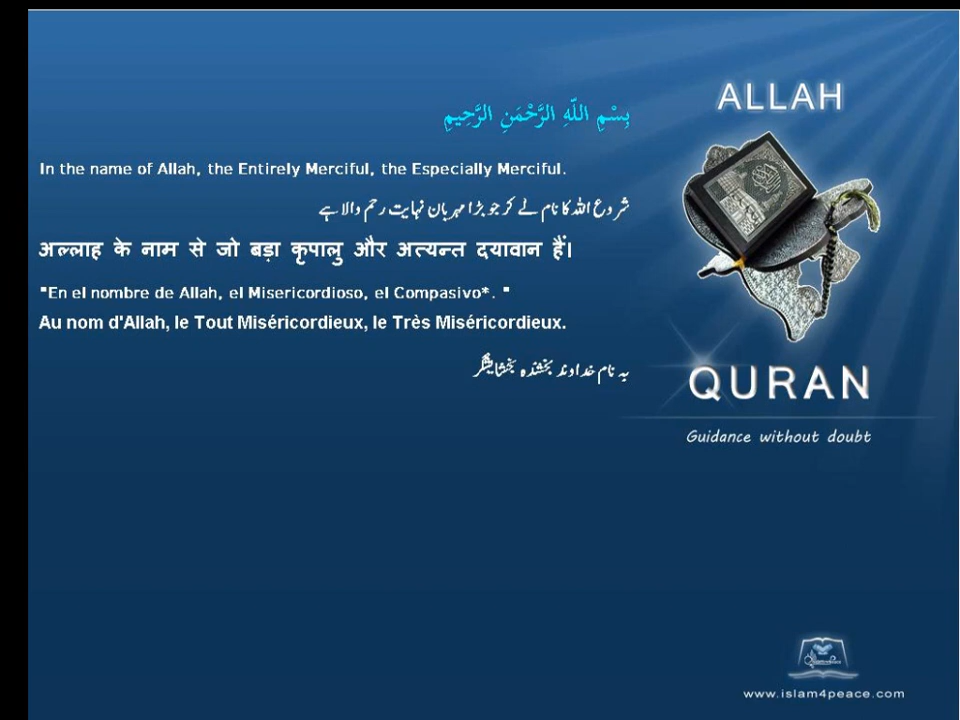 بِسْمِ اللّهِ الرَّحْمَنِ الرَّحِيمِ
In the name of Allah, the Entirely Merciful, the Especially Merciful.
شروع اللہ کا نام لے کر جو بڑا مہربان نہایت رحم والا ہے
अल्लाह के नाम से जो बड़ा कृपालु और अत्यन्त दयावान हैं।
"En el nombre de Allah, el Misericordioso, el Compasivo*. "
Au nom d'Allah, le Tout Miséricordieux, le Très Miséricordieux.
به نام خداوند بخشنده بخشایشگر
ALLAH
QURAN
Guidance without doubt
www.islam4peace.com